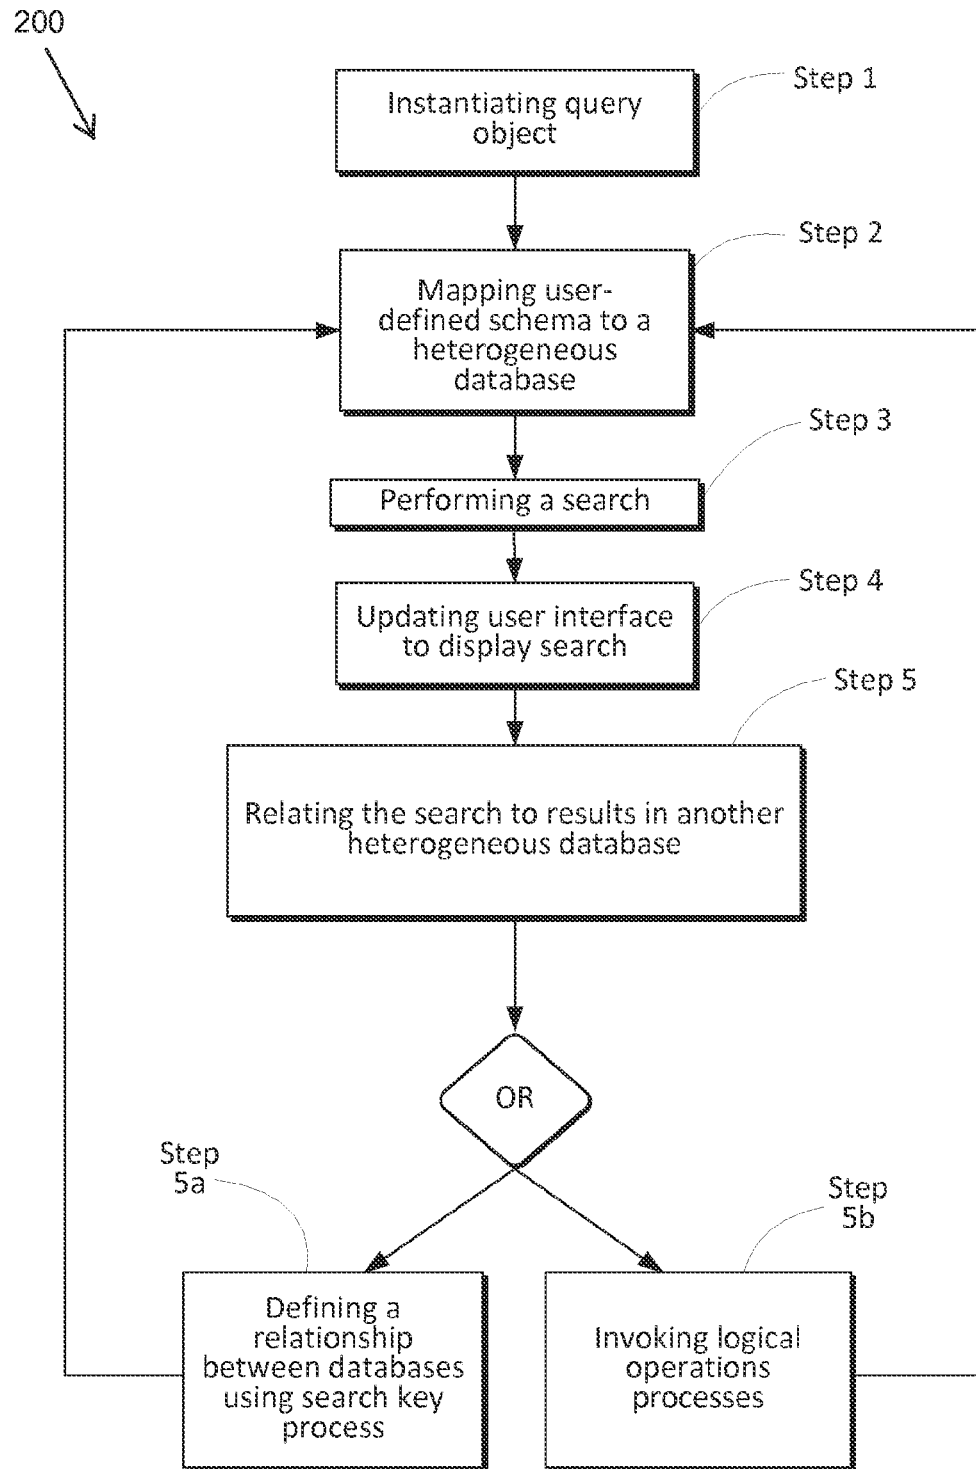 200
Step 1
Instantiating query
object
Step 2
Mapping user-
defined schema to a
heterogeneous
database
Step 3
Performing a search
Step 4
Updating user interface
to display search
Step 5
Relating the search to results in another
heterogeneous database
OR
Step
5a
Step
5b
Defining a
relationship
between databases
using search key
process
Invoking logical
operations
processes